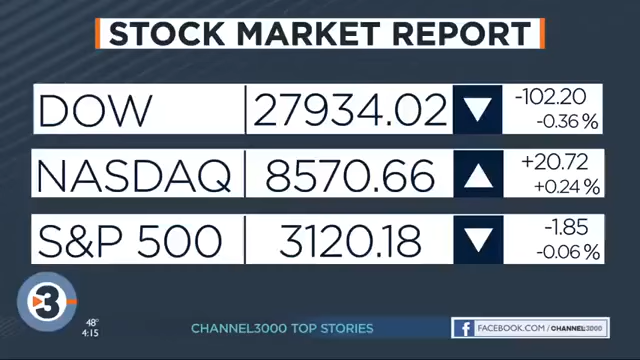 STOCK MARKET REPORT
DOW 27934.02 ▼ -102.20
-0.36%
NASDAQ 8570.66 ▲ +20.72
+0.24%
S&P 500 3120.18 ▼ -1.85
-0.06%
3
48°
4:15
CHANNEL3000 TOP STORIES
f FACEBOOK.COM / CHANNEL3000